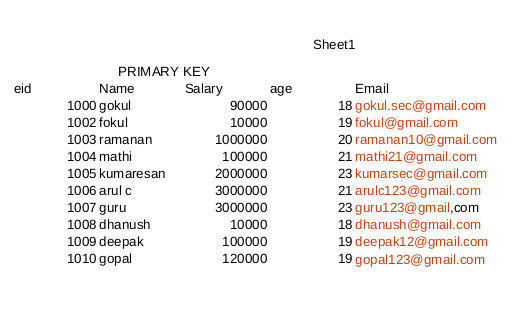 Sheet1
PRIMARY KEY
eid Name Salary age Email
1000 gokul 90000 18 gokul.sec@gmail.com
1002 fokul 10000 19 fokul@gmail.com
1003 ramanan 1000000 20 ramanan10@gmail.com
1004 mathi 100000 21 mathi21@gmail.com
1005 kumaresan 2000000 23 kumarsec@gmail.com
1006 arul c 3000000 21 arulc123@gmail.com
1007 guru 3000000 23 guru123@gmail,com
1008 dhanush 10000 18 dhanush@gmail.com
1009 deepak 100000 19 deepak12@gmail.com
1010 gopal 120000 19 gopal123@gmail.com